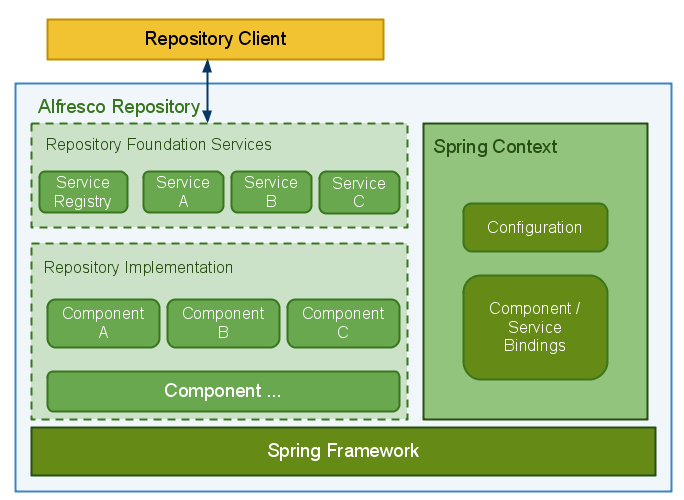 Repository Client
Alfresco Repository
Repository Foundation Services
Service
Registry
Service
A
Service
B
Service
C
Repository Implementation
Component
A
Component
B
Component
C
Component ...
Spring Context
Configuration
Component /
Service
Bindings
Spring Framework